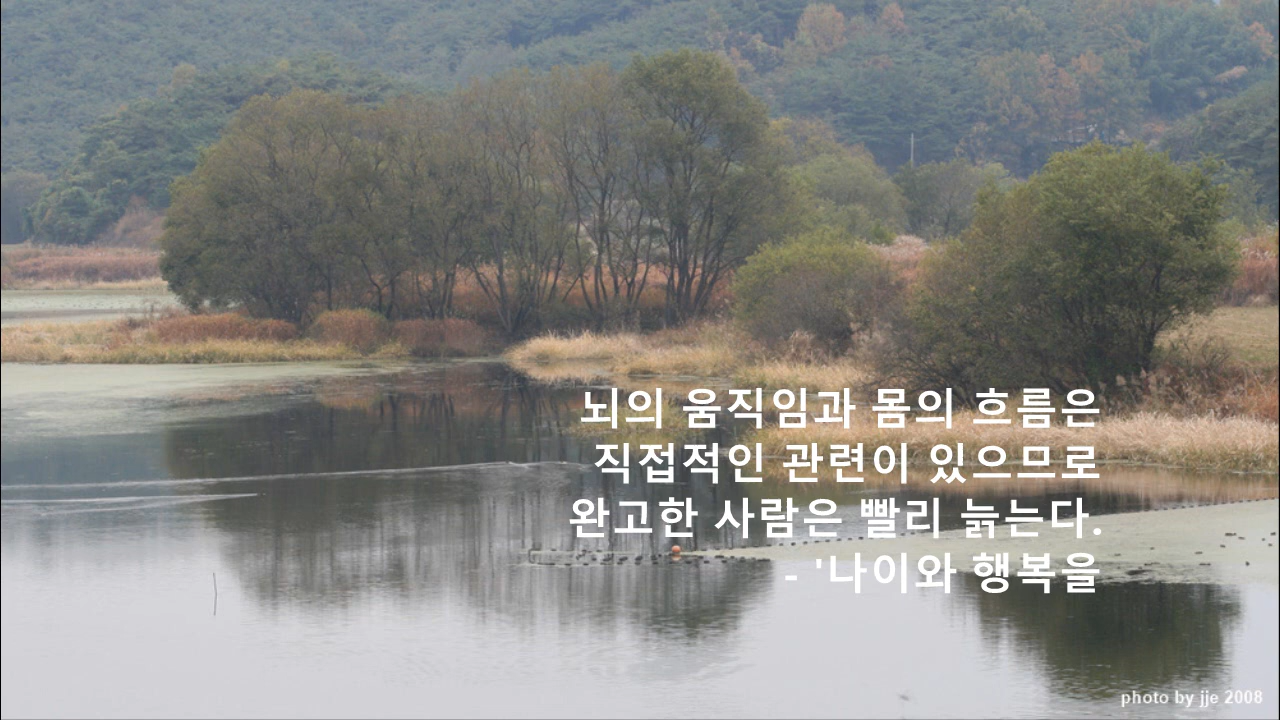 뇌의 움직임과 몸의 흐름은
직접적인 관련이 있으므로
완고한 사람은 빨리 늙는다.
- '나이와 행복을
photo by jje 2008